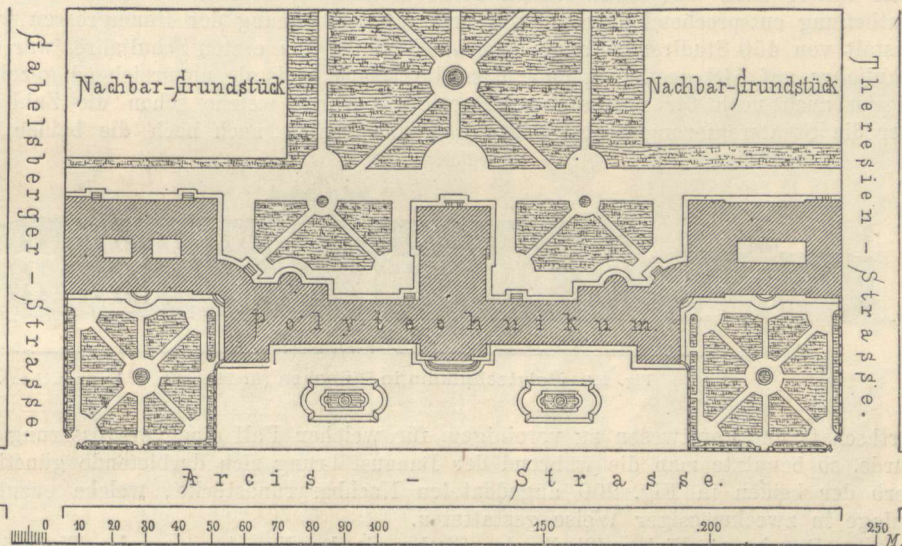 Gabelsberger-Straße
Nachbar-Grundstück
Nachbar-Grundstück
Theresien-Straße.
Polytechnikum.
Arcis - Strasse.
10 0 10 20 30 40 50 60 70 80 90 100 150 200 250 M.